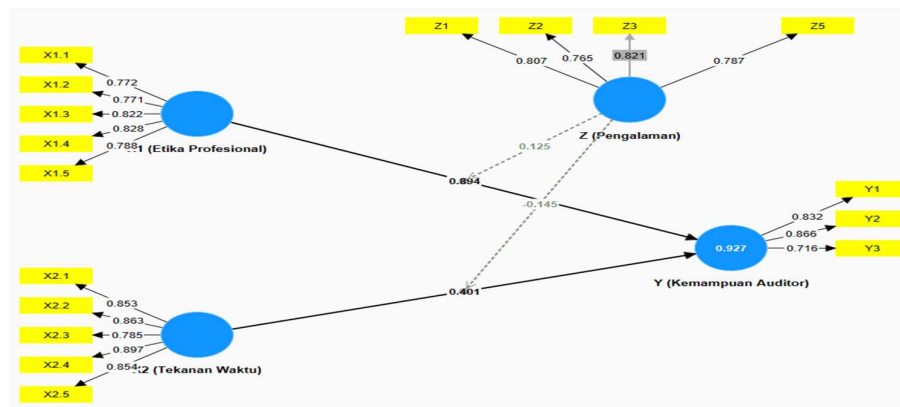 Z1
Z2
Z3
Z5
0.807
0.765
0.821
0.787
X1.1
X1.2
X1.3
X1.4
X1.5
0.772
0.771
0.822
0.828
0.788
1 (Etika Profesional)
Z (Pengalaman)
0.125
0.894
-0.145
0.401
Y1
Y2
Y3
0.832
0.866
0.716
0.927
Y (Kemampuan Auditor)
X2.1
X2.2
X2.3
X2.4
X2.5
0.853
0.863
0.785
0.897
0.854
2 (Tekanan Waktu)